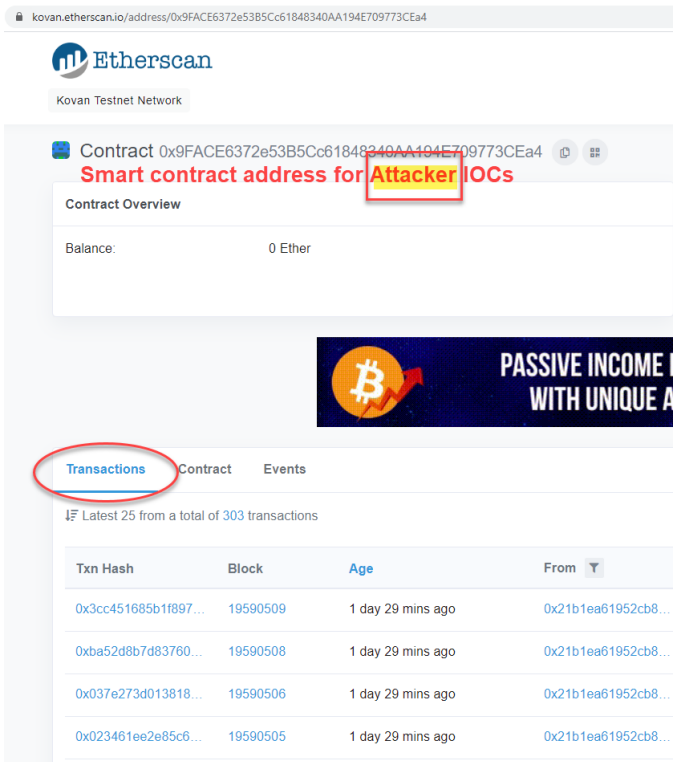 kovan.etherscan.io/address/0x9FACE6372e53B5Cc61848340AA194E709773CEa4
Etherscan
Kovan Testnet Network
Contract 0x9FACE6372e53B5Cc61848340AA194E709773CEa4
Smart contract address for Attacker IOCs
Contract Overview
Balance: 0 Ether
PASSIVE INCOME
WITH UNIQUE A
Transactions Contract Events
Latest 25 from a total of 303 transactions
Txn Hash Block Age From
0x3cc451685b1f897... 19590509 1 day 29 mins ago 0x21b1ea61952cb8...
0xba52d8b7d83760... 19590508 1 day 29 mins ago 0x21b1ea61952cb8...
0x037e273d013818... 19590506 1 day 29 mins ago 0x21b1ea61952cb8...
0x023461ee2e85c6... 19590505 1 day 29 mins ago 0x21b1ea61952cb8...